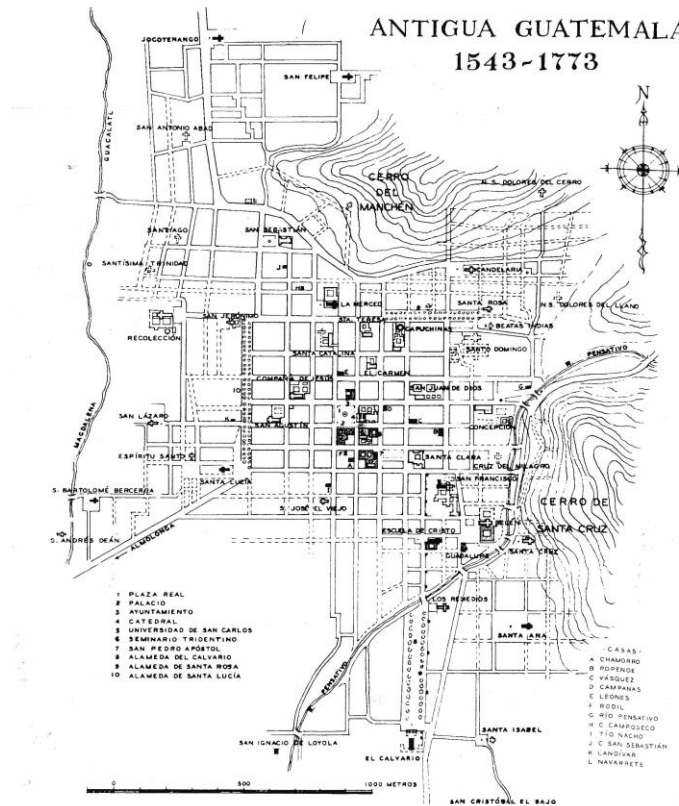 ANTIGUA GUATEMALA
1543-1773
JOCOTENANGO
SAN FELIPE
GUACALATL
SAN ANTONIO ABAD
N
CERRO
DEL
MANCHÉN
N. S. DOLORES DEL CERRO
SANTIAGO
SAN SEBASTIÁN
SANTÍSIMA TRINIDAD
J
CANDELARIA
H
LA MERCED
SANTA ROSA
N. S. DOLORES DEL LLANO
SAN JERÓNIMO
STA. TERESA
CAPUCHINAS
BEATAS INDIAS
RECOLECCIÓN
SANTA CATALINA
SANTO DOMINGO
R. PENSATIVO
E
EL CARMEN
COMPAÑÍA DE JESÚS
SAN JUAN DE DIOS
G
10
3
SAN LÁZARO
K
SAN AGUSTÍN
C
CONCEPCIÓN
MAGDALENA
ESPÍRITU SANTO
SANTA CLARA
CRUZ DEL MILAGRO
SANTA LUCÍA
A
7
SAN FRANCISCO
S. BARTOLOMÉ BERCERRA
S. JOSÉ EL VIEJO
CERRO DE
SANTA CRUZ
ESCUELA DE CRISTO
BELÉN
S. ANDRÉS DEÁN
ALMOLONGA
GUADALUPE
SANTA CRUZ
LOS REMEDIOS
SANTA ANA
1 PLAZA REAL
2 PALACIO
3 AYUNTAMIENTO
4 CATEDRAL
5 UNIVERSIDAD DE SAN CARLOS
6 SEMINARIO TRIDENTINO
7 SAN PEDRO APÓSTOL
8 ALAMEDA DEL CALVARIO
9 ALAMEDA DE SANTA ROSA
10 ALAMEDA DE SANTA LUCÍA
-CASAS-
A CHAMORRO
B POPENOE
C VÁSQUEZ
D CAMPANAS
E LEONES
F RODIL
G RÍO PENSATIVO
H C. CAMPOSECO
I TÍO NACHO
J C. SAN SEBASTIÁN
K LANDÍVAR
L NAVARRETE
R. PENSATIVO
8
SAN IGNACIO DE LOYOLA
EL CALVARIO
SANTA ISABEL
0 500 1000 METROS
SAN CRISTÓBAL EL BAJO